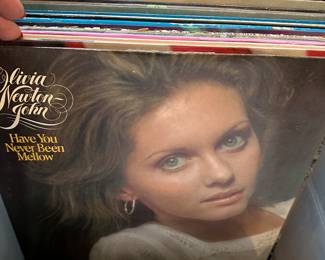 Olivia
Newton-
John
Have You
Never Been
Mellow